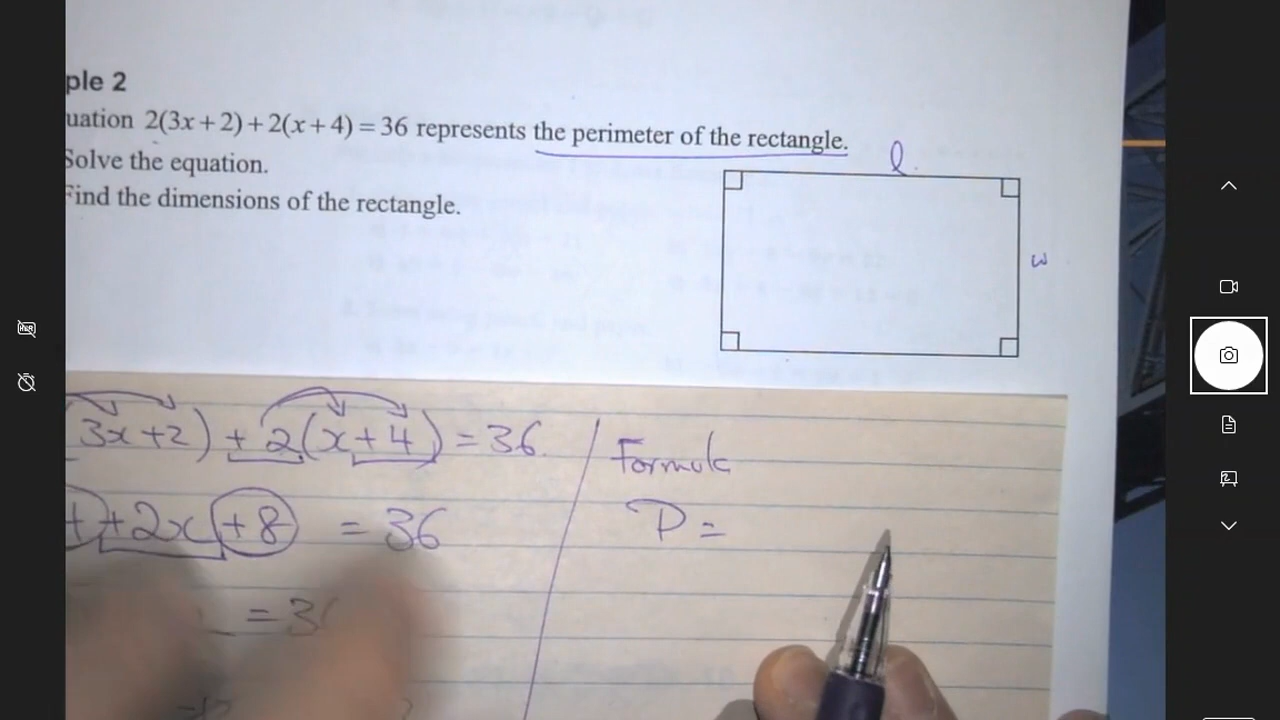 ple 2
uation 2(3x+2)+2(x+4)=36 represents the perimeter of the rectangle.
Solve the equation.
Find the dimensions of the rectangle.
l
w
3x+2) + 2(x+4) = 36
+2x +8 = 36
= 36
Formula
P =